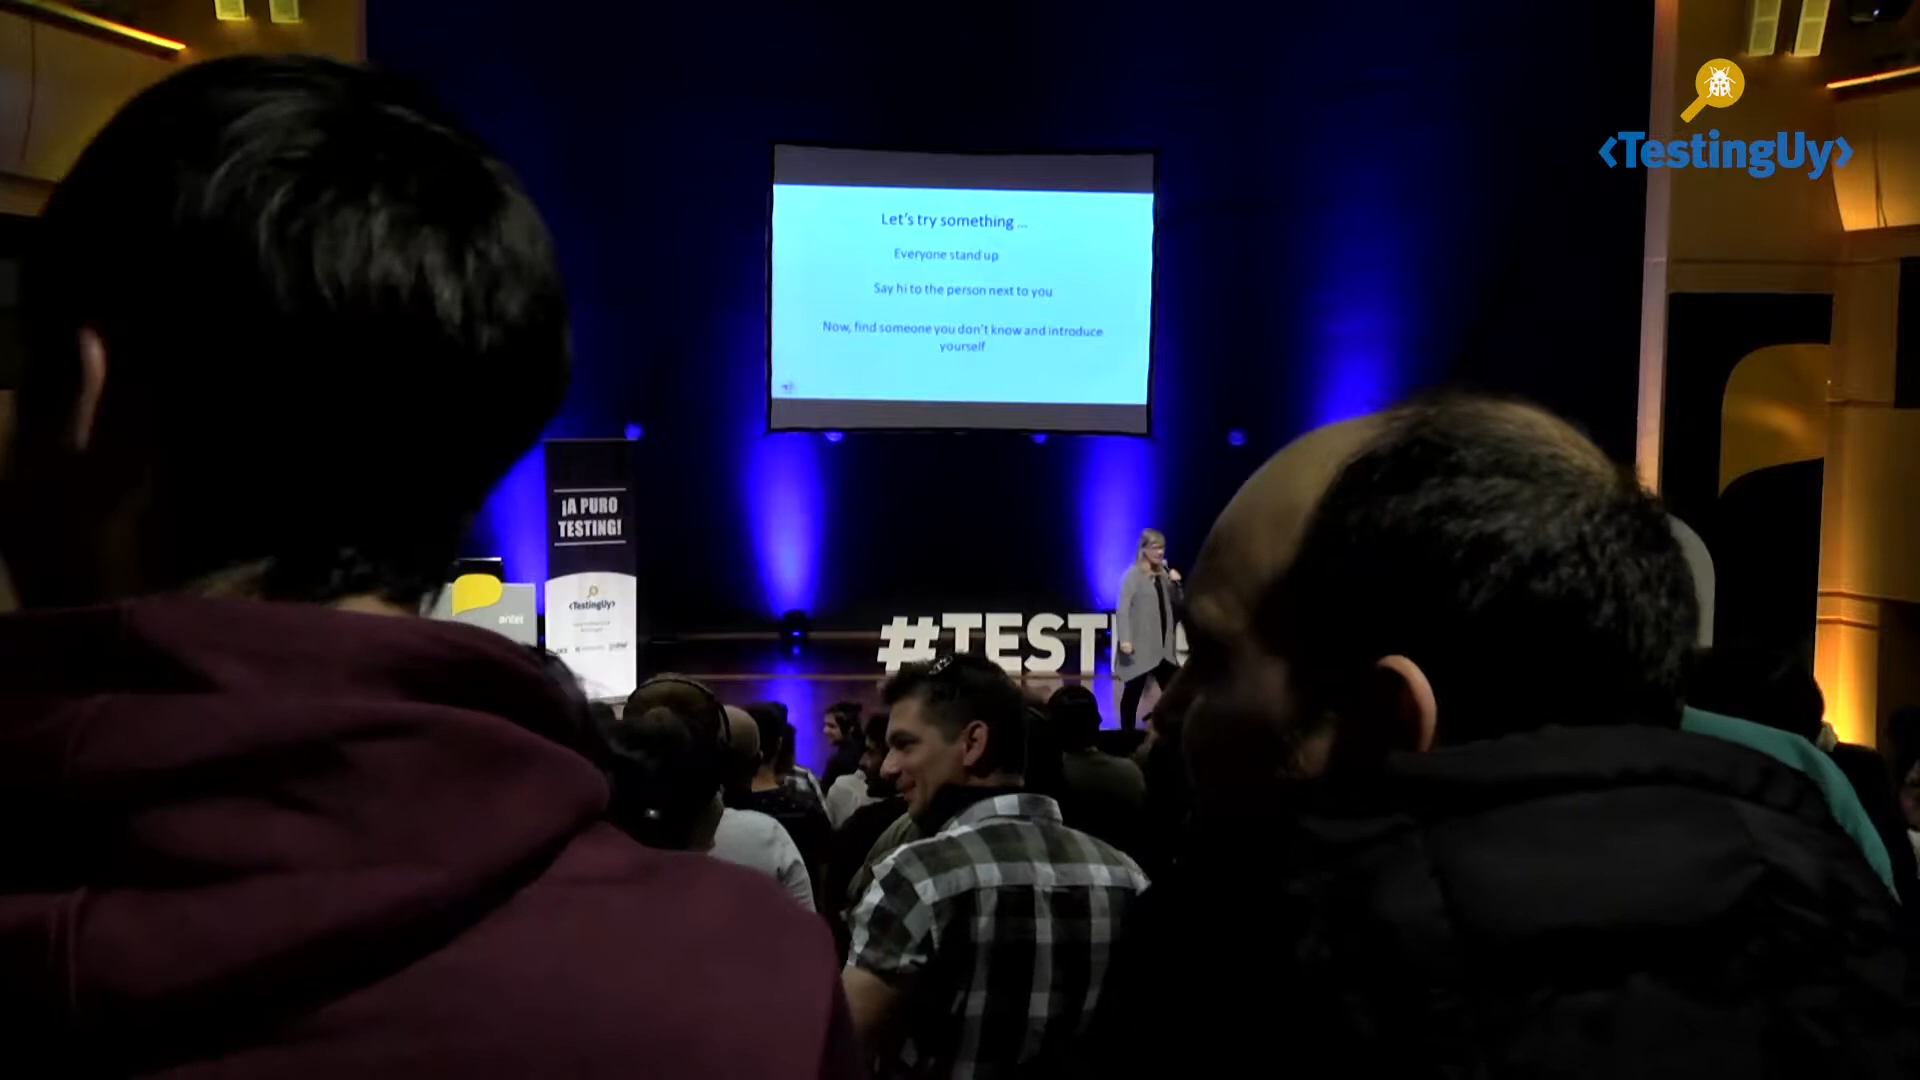 <TestingUy>
Let's try something ...
Everyone stand up
Say hi to the person next to you
Now, find someone you don't know and introduce
yourself
¡A PURO
TESTING!
<TestingUy>
antel
#TEST